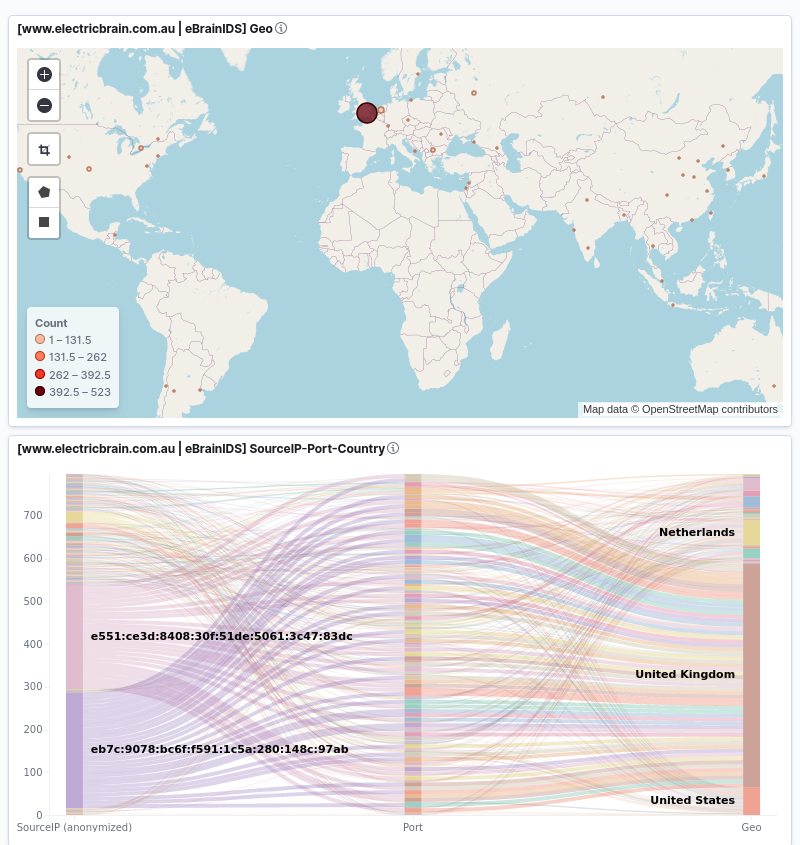 [www.electricbrain.com.au | eBrainIDS] Geo
Count
1 – 131.5
131.5 – 262
262 – 392.5
392.5 – 523
Map data © OpenStreetMap contributors
[www.electricbrain.com.au | eBrainIDS] SourceIP-Port-Country
700
600
500
400
300
200
100
0
Netherlands
e551:ce3d:8408:30f:51de:5061:3c47:83dc
United Kingdom
eb7c:9078:bc6f:f591:1c5a:280:148c:97ab
United States
SourceIP (anonymized)
Port
Geo